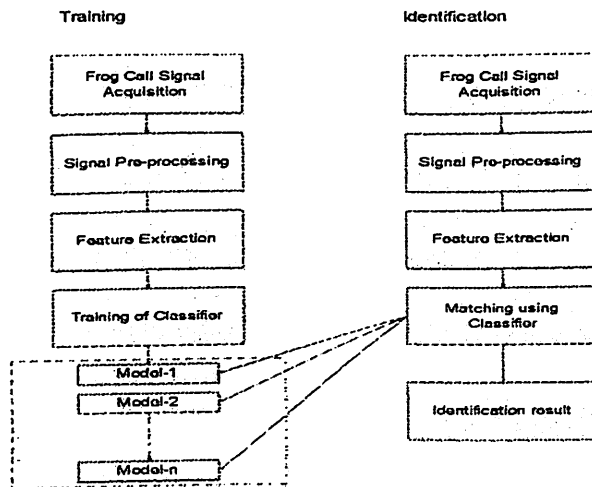 Training
Frog Call Signal
Acquisition
Signal Pre-processing
Feature Extraction
Training of Classifier
Model-1
Model-2
Model-n
Identification
Frog Call Signal
Acquisition
Signal Pre-processing
Feature Extraction
Matching using
Classifier
Identification result